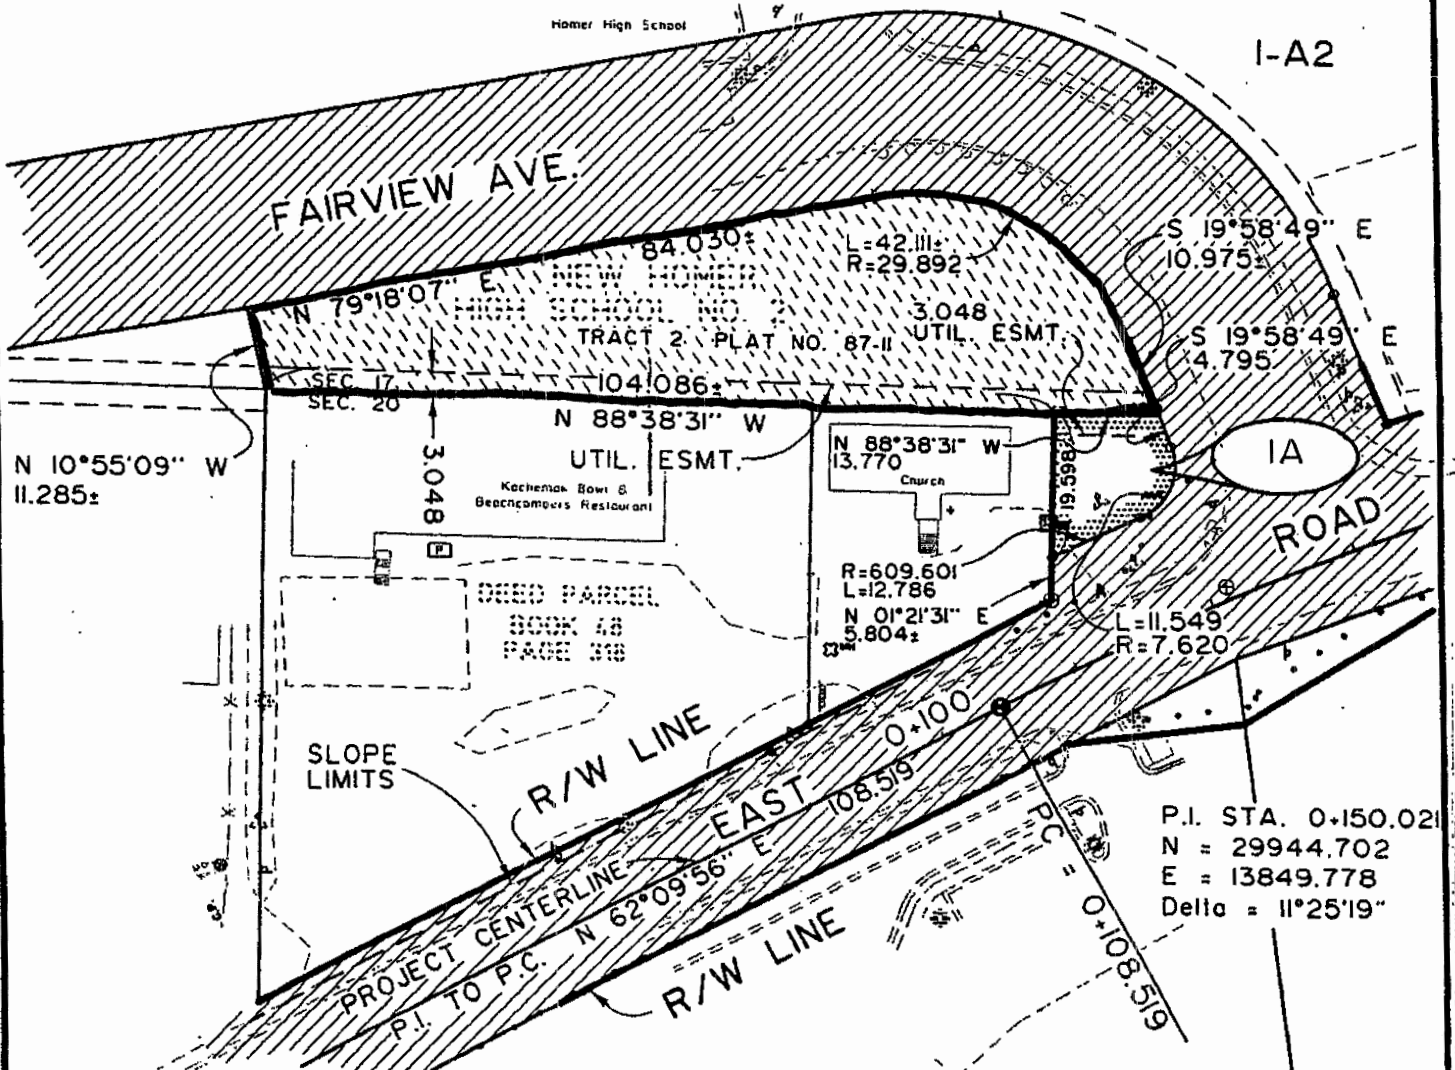 Homer High School
1-A2
FAIRVIEW AVE.
S 19°58'49" E
10.975±
84.030±
L=42.111±
R=29.892
N 79°18'07" E
NEW HOMER
HIGH SCHOOL NO. 2
3.048
UTIL. ESMT.
TRACT 2 PLAT NO. 87-11
S 19°58'49" E
4.795
SEC. 17
SEC. 20
104.086±
N 88°38'31" W
N 10°55'09" W
11.285±
3.048
UTIL. ESMT.
N 88°38'31" W
13.770
Church
19.598
1A
Kachemak Bowl &
Beachcombers Restaurant
P
ROAD
R=609.601
L=12.786
N 01°21'31" E
5.804±
L=11.549
R=7.620
DEED PARCEL
BOOK 48
PAGE 318
SLOPE
LIMITS
R/W LINE
0+100
EAST
108.519
PROJECT CENTERLINE
N 62°09'56" E
P.I. TO P.C.
R/W LINE
PC = 0+108.519
P.I. STA. 0+150.021
N = 29944.702
E = 13849.778
Delta = 11°25'19"